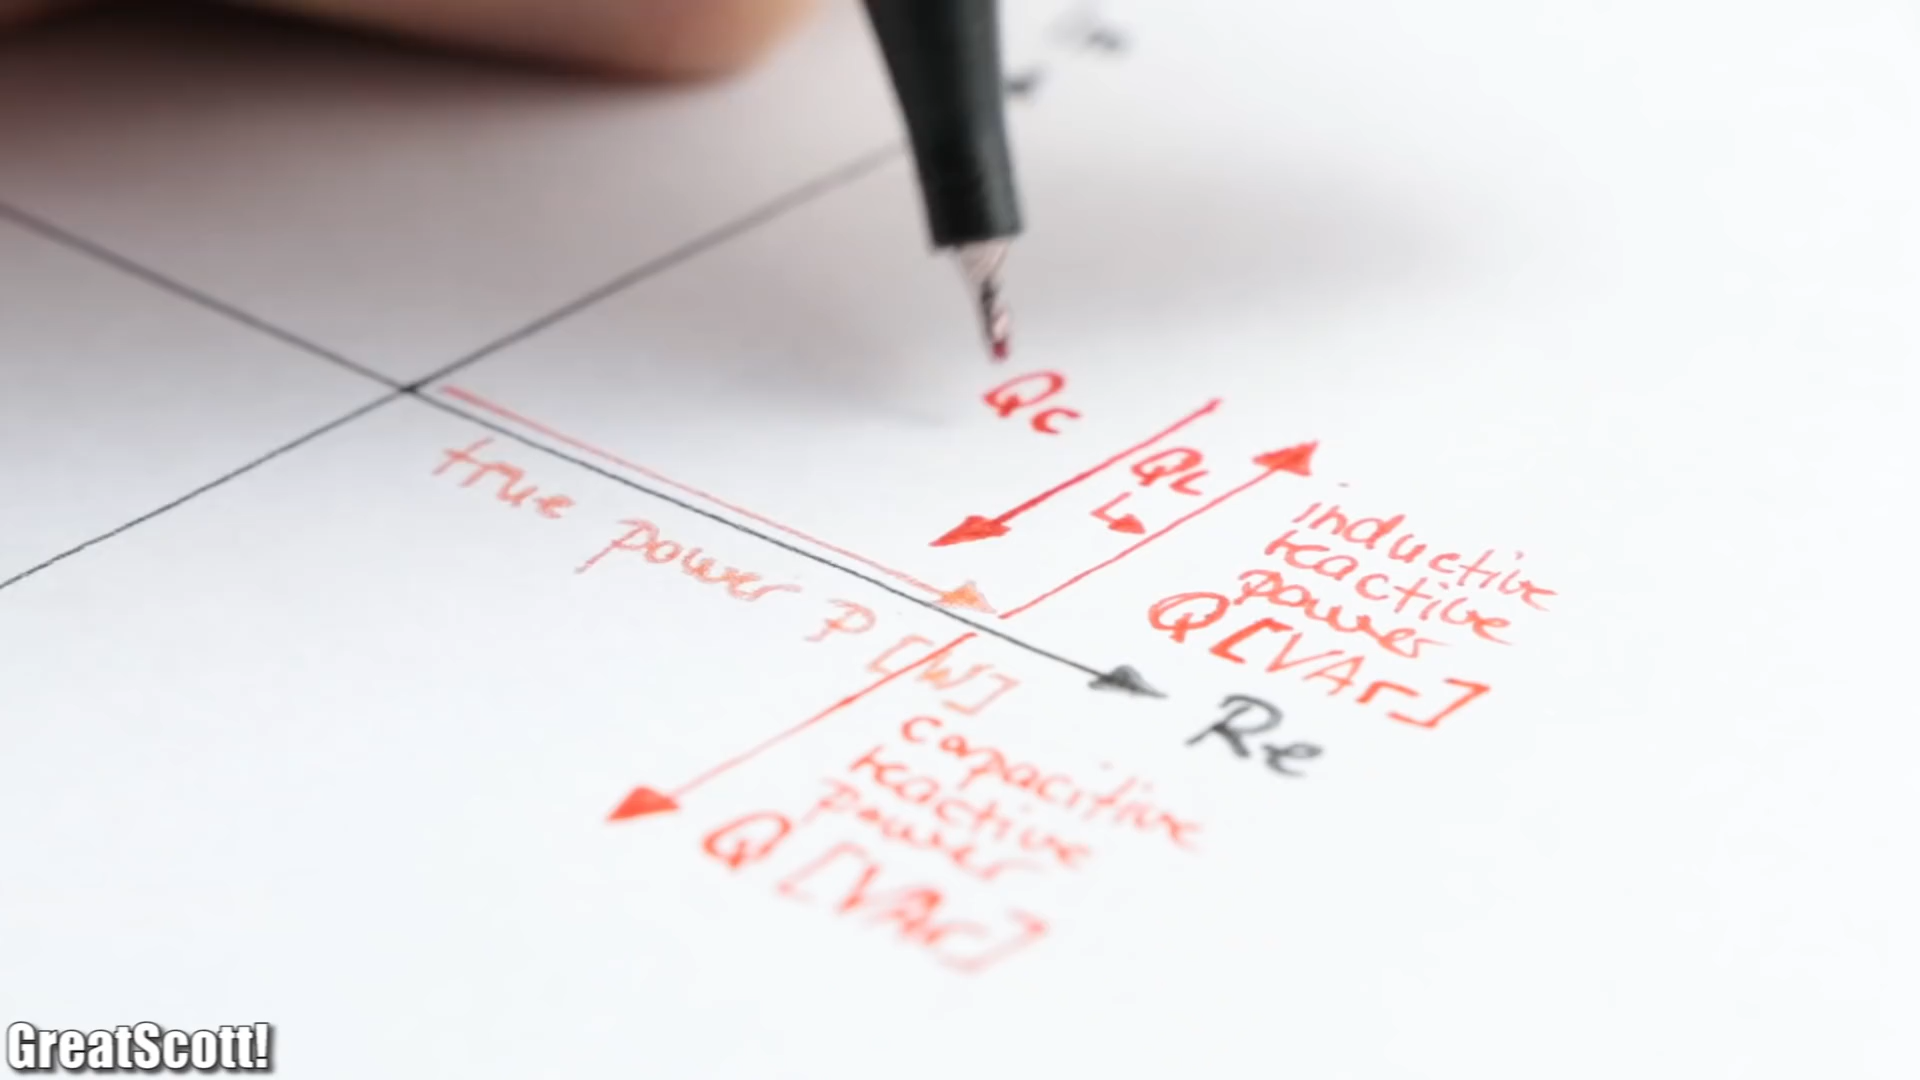 Qc
QL
inductive
reactive
power
Q[VAr]
true power P [W]
Re
capacitive
reactive
power
Q [VAr]
GreatScott!